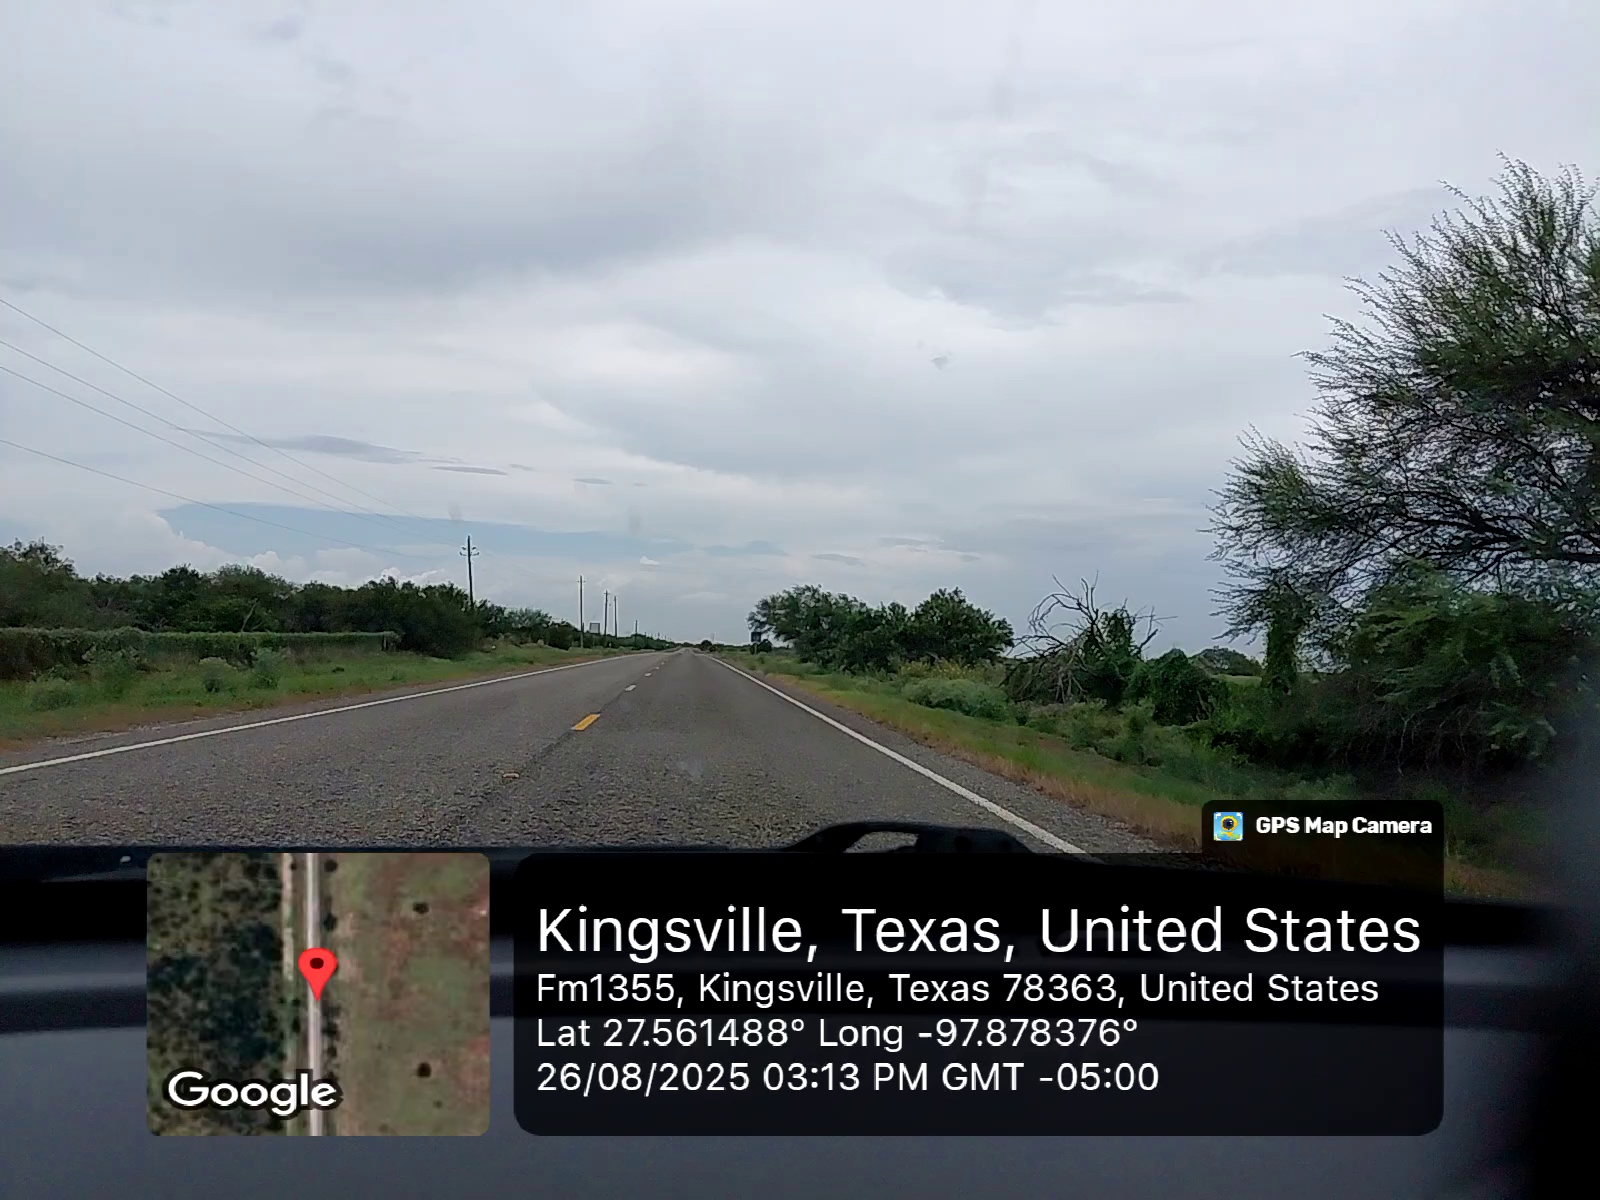 GPS Map Camera
Kingsville, Texas, United States
Fm1355, Kingsville, Texas 78363, United States
Lat 27.561488° Long -97.878376°
26/08/2025 03:13 PM GMT -05:00
Google